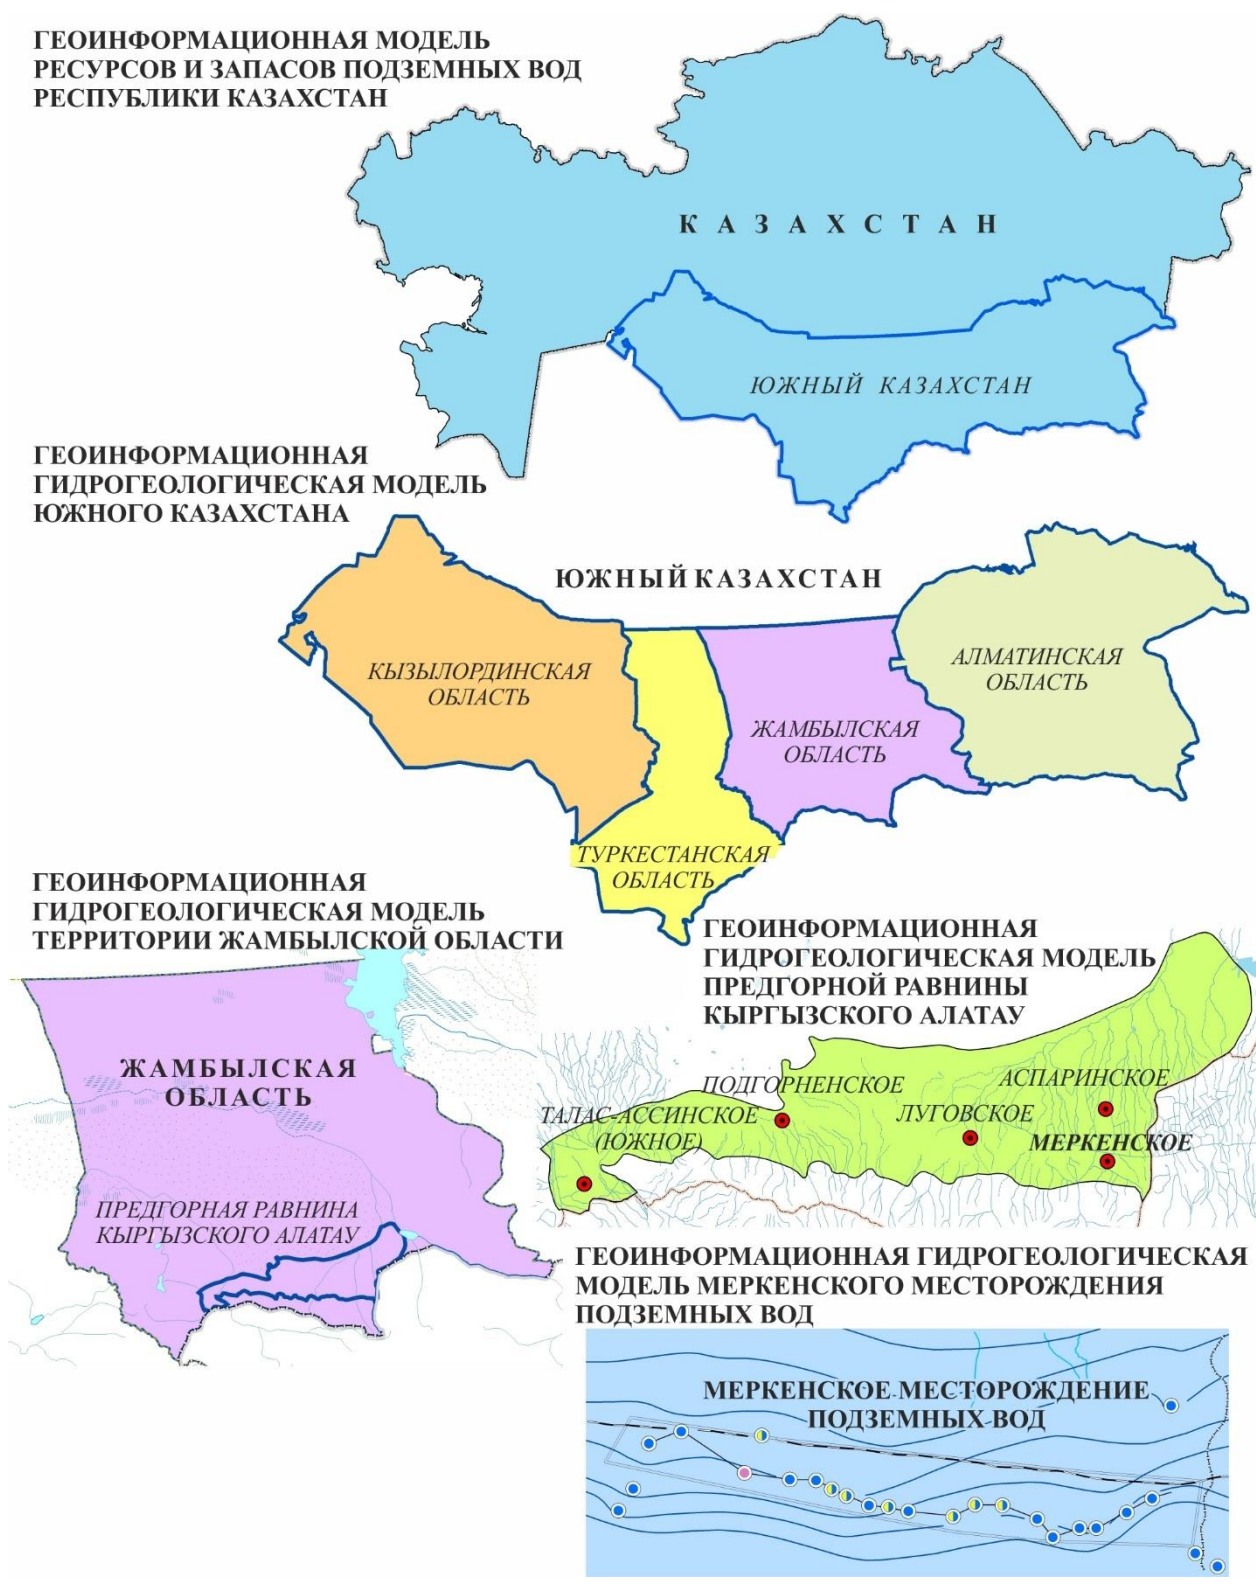 ГЕОИНФОРМАЦИОННАЯ МОДЕЛЬ
РЕСУРСОВ И ЗАПАСОВ ПОДЗЕМНЫХ ВОД
РЕСПУБЛИКИ КАЗАХСТАН
КАЗАХСТАН
ЮЖНЫЙ КАЗАХСТАН
ГЕОИНФОРМАЦИОННАЯ
ГИДРОГЕОЛОГИЧЕСКАЯ МОДЕЛЬ
ЮЖНОГО КАЗАХСТАНА
ЮЖНЫЙ КАЗАХСТАН
КЫЗЫЛОРДИНСКАЯ
ОБЛАСТЬ
АЛМАТИНСКАЯ
ОБЛАСТЬ
ЖАМБЫЛСКАЯ
ОБЛАСТЬ
ТУРКЕСТАНСКАЯ
ОБЛАСТЬ
ГЕОИНФОРМАЦИОННАЯ
ГИДРОГЕОЛОГИЧЕСКАЯ МОДЕЛЬ
ТЕРРИТОРИИ ЖАМБЫЛСКОЙ ОБЛАСТИ
ЖАМБЫЛСКАЯ
ОБЛАСТЬ
ПРЕДГОРНАЯ РАВНИНА
КЫРГЫЗСКОГО АЛАТАУ
ГЕОИНФОРМАЦИОННАЯ
ГИДРОГЕОЛОГИЧЕСКАЯ МОДЕЛЬ
ПРЕДГОРНОЙ РАВНИНЫ
КЫРГЫЗСКОГО АЛАТАУ
ПОДГОРНЕНСКОЕ
АСПАРИНСКОЕ
ТАЛАС-АССИНСКОЕ
(ЮЖНОЕ)
ЛУГОВСКОЕ
МЕРКЕНСКОЕ
ГЕОИНФОРМАЦИОННАЯ ГИДРОГЕОЛОГИЧЕСКАЯ
МОДЕЛЬ МЕРКЕНСКОГО МЕСТОРОЖДЕНИЯ
ПОДЗЕМНЫХ ВОД
МЕРКЕНСКОЕ МЕСТОРОЖДЕНИЕ
ПОДЗЕМНЫХ ВОД